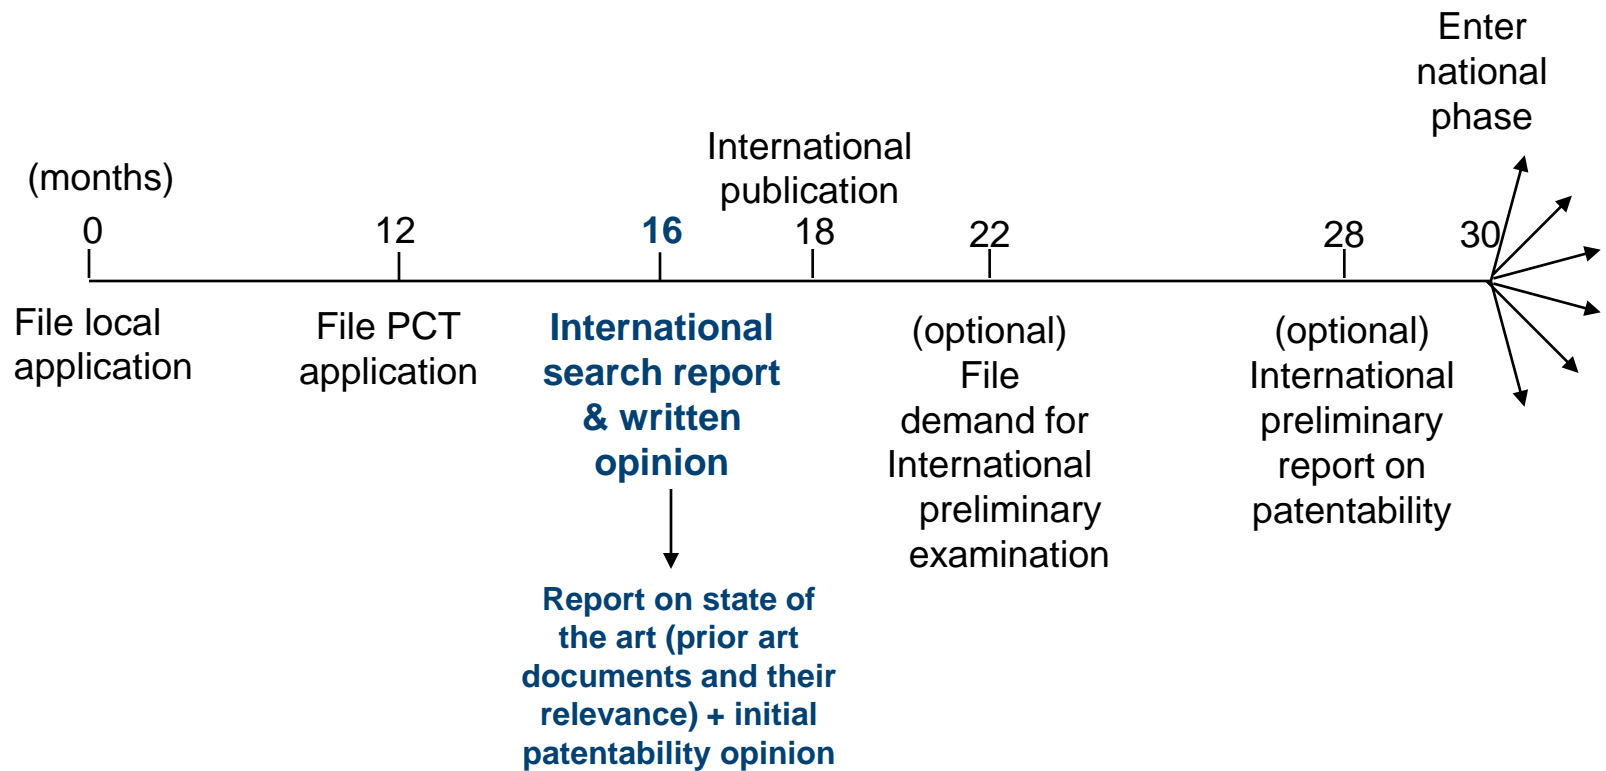 Enter
national
phase
International
publication
(months)
0
12
16
18
22
28
30
File local
application
File PCT
application
International
search report
& written
opinion
(optional)
File
demand for
International
preliminary
examination
(optional)
International
preliminary
report on
patentability
Report on state of
the art (prior art
documents and their
relevance) + initial
patentability opinion